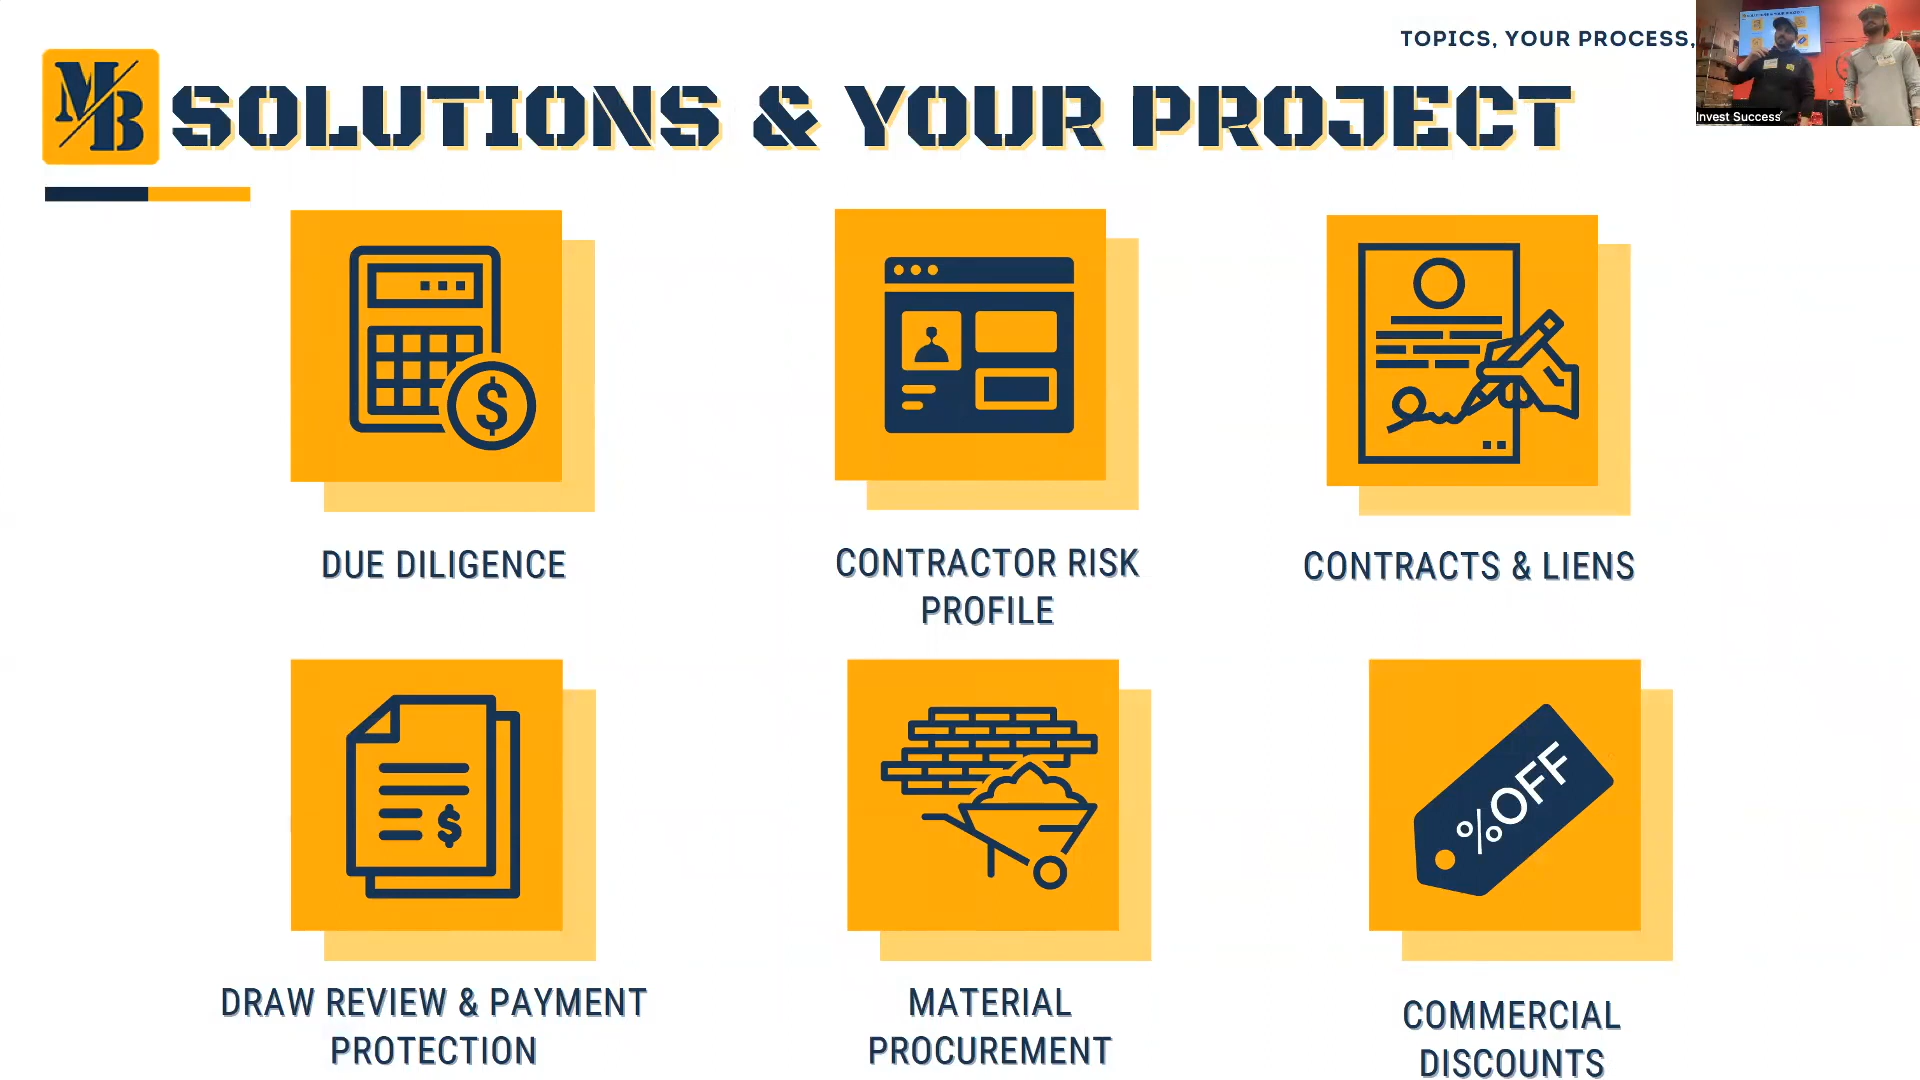 TOPICS, YOUR PROCESS,
M/B
SOLUTIONS & YOUR PROJECT
Invest Success
$
DUE DILIGENCE
CONTRACTOR RISK
PROFILE
CONTRACTS & LIENS
$
%OFF
DRAW REVIEW & PAYMENT
PROTECTION
MATERIAL
PROCUREMENT
COMMERCIAL
DISCOUNTS